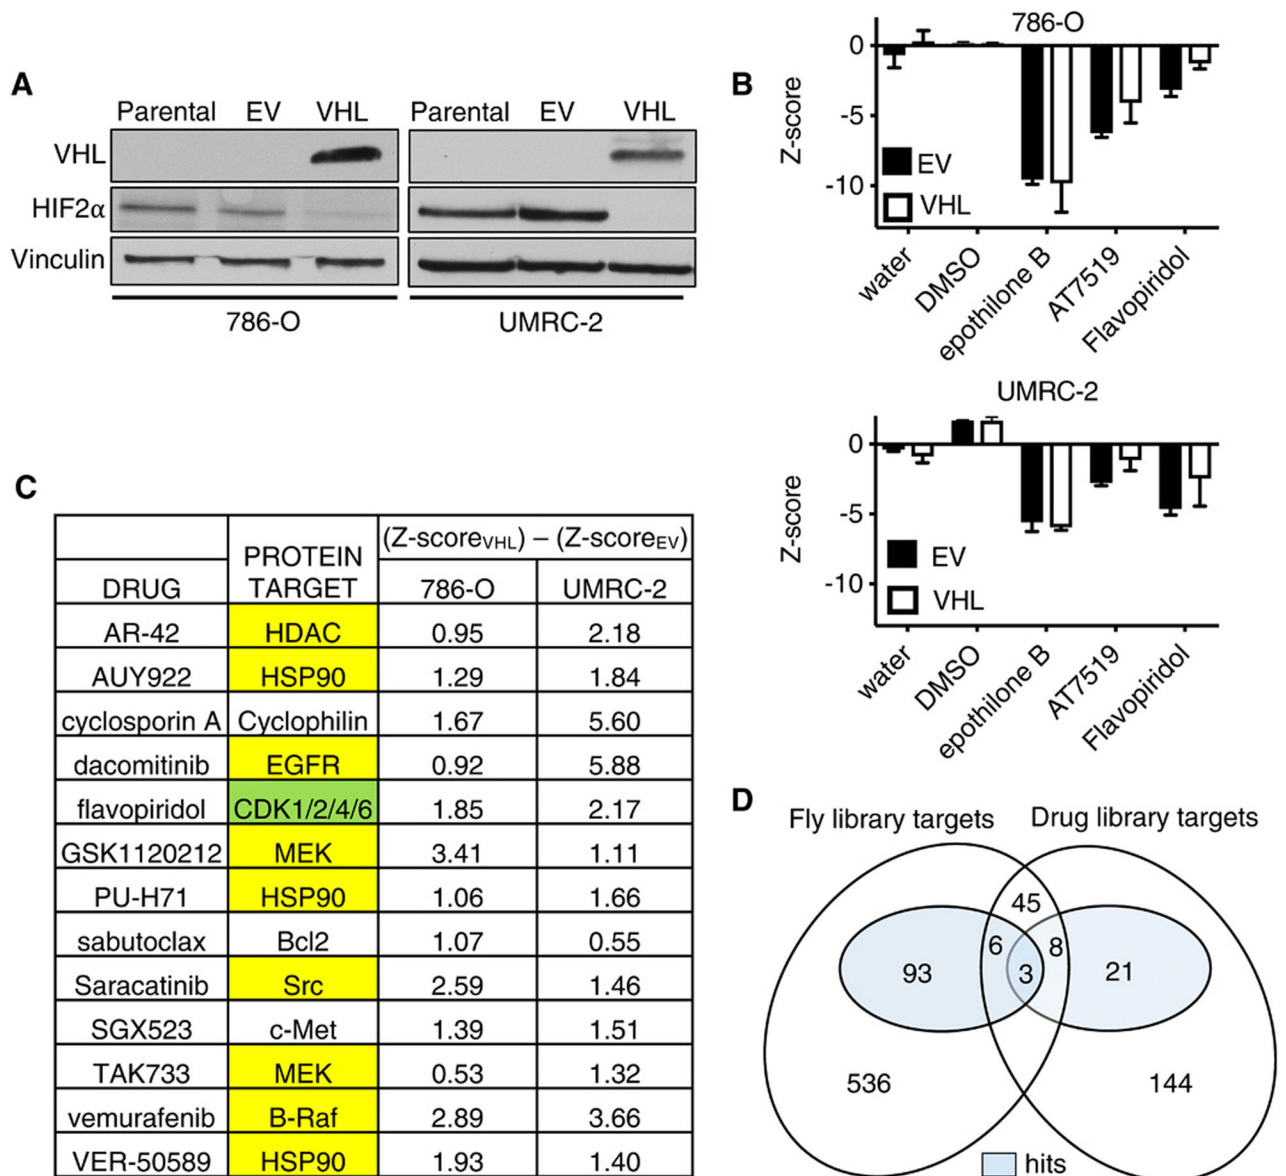 A
Parental EV VHL Parental EV VHL
VHL
HIF2α
Vinculin
786-O UMRC-2
B
786-O
Z-score
0
-5
-10
EV
VHL
water DMSO epothilone B AT7519 Flavopiridol
UMRC-2
Z-score
0
-5
-10
EV
VHL
water DMSO epothilone B AT7519 Flavopiridol
C
DRUG PROTEIN TARGET (Z-scoreVHL) – (Z-scoreEV)
786-O UMRC-2
AR-42 HDAC 0.95 2.18
AUY922 HSP90 1.29 1.84
cyclosporin A Cyclophilin 1.67 5.60
dacomitinib EGFR 0.92 5.88
flavopiridol CDK1/2/4/6 1.85 2.17
GSK1120212 MEK 3.41 1.11
PU-H71 HSP90 1.06 1.66
sabutoclax Bcl2 1.07 0.55
Saracatinib Src 2.59 1.46
SGX523 c-Met 1.39 1.51
TAK733 MEK 0.53 1.32
vemurafenib B-Raf 2.89 3.66
VER-50589 HSP90 1.93 1.40
D
Fly library targets Drug library targets
45
6 8
93 3 21
536 144
hits